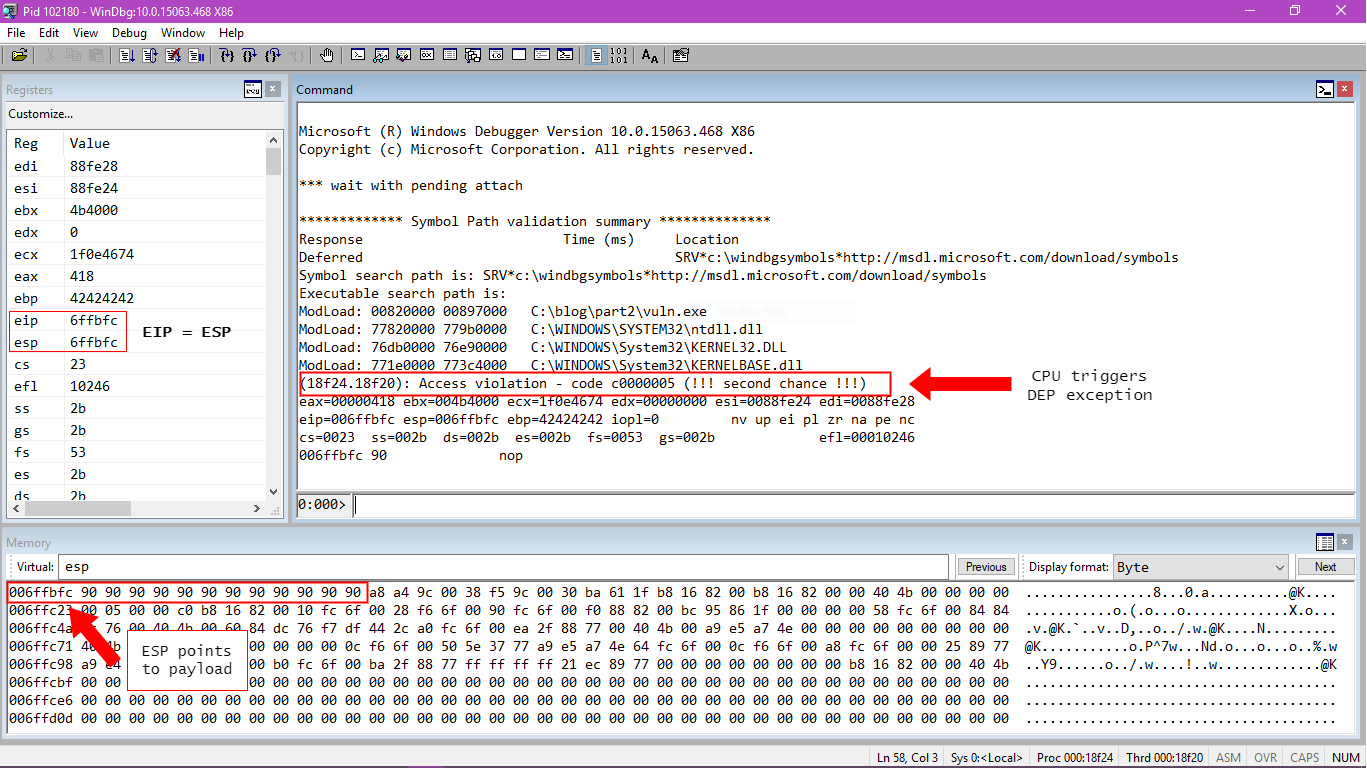 Pid 102180 - WinDbg:10.0.15063.468 X86
File Edit View Debug Window Help
Registers
Customize...
Reg Value
edi 88fe28
esi 88fe24
ebx 4b4000
edx 0
ecx 1f0e4674
eax 418
ebp 42424242
eip 6ffbfc
esp 6ffbfc
EIP = ESP
cs 23
efl 10246
ss 2b
gs 2b
fs 53
es 2b
ds 2b
Command
Microsoft (R) Windows Debugger Version 10.0.15063.468 X86
Copyright (c) Microsoft Corporation. All rights reserved.
*** wait with pending attach
************* Symbol Path validation summary **************
Response Time (ms) Location
Deferred SRV*c:\windbgsymbols*http://msdl.microsoft.com/download/symbols
Symbol search path is: SRV*c:\windbgsymbols*http://msdl.microsoft.com/download/symbols
Executable search path is:
ModLoad: 00820000 00897000 C:\blog\part2\vuln.exe
ModLoad: 77820000 779b0000 C:\WINDOWS\SYSTEM32\ntdll.dll
ModLoad: 76db0000 76e90000 C:\WINDOWS\System32\KERNEL32.DLL
ModLoad: 771e0000 773c4000 C:\WINDOWS\System32\KERNELBASE.dll
(18f24.18f20): Access violation - code c0000005 (!!! second chance !!!)
eax=00000418 ebx=004b4000 ecx=1f0e4674 edx=00000000 esi=0088fe24 edi=0088fe28
eip=006ffbfc esp=006ffbfc ebp=42424242 iopl=0 nv up ei pl zr na pe nc
cs=0023 ss=002b ds=002b es=002b fs=0053 gs=002b efl=00010246
006ffbfc 90 nop
CPU triggers
DEP exception
0:000>
Memory
Virtual: esp Previous Display format: Byte Next
006ffbfc 90 90 90 90 90 90 90 90 90 90 90 90 a8 a4 9c 00 38 f5 9c 00 30 ba 61 1f b8 16 82 00 b8 16 82 00 00 40 4b 00 00 00 00 ................8...0.a..........@K....
006ffc23 00 05 00 00 c0 b8 16 82 00 10 fc 6f 00 28 f6 6f 00 90 fc 6f 00 f0 88 82 00 bc 95 86 1f 00 00 00 00 58 fc 6f 00 84 84 ...........o.(.o...o.............X.o...
006ffc4a 76 00 40 4b 00 60 84 dc 76 f7 df 44 2c a0 fc 6f 00 ea 2f 88 77 00 40 4b 00 a9 e5 a7 4e 00 00 00 00 00 00 00 00 .v.@K.`..v..D,..o../.w.@K....N.........
006ffc71 00 00 00 00 0c f6 6f 00 50 5e 37 77 a9 e5 a7 4e 64 fc 6f 00 0c f6 6f 00 a8 fc 6f 00 00 25 89 77 @K...........o.P^7w...Nd.o...o...o..%.w
006ffc98 a9 00 b0 fc 6f 00 ba 2f 88 77 ff ff ff ff 21 ec 89 77 00 00 00 00 00 00 00 00 b8 16 82 00 00 40 4b ..Y9......o../.w....!..w.............@K
006ffcbf 00 00 00 00 00 00 00 00 00 00 00 00 00 00 00 00 00 00 00 00 00 00 00 00 00 00 00 00 00 00 00 00 00 .......................................
006ffce6 00 00 00 00 00 00 00 00 00 00 00 00 00 00 00 00 00 00 00 00 00 00 00 00 00 00 00 00 00 00 00 00 00 .......................................
006ffd0d 00 00 00 00 00 00 00 00 00 00 00 00 00 00 00 00 00 00 00 00 00 00 00 00 00 00 00 00 00 00 00 00 00 00 00 00 00 00 00 .......................................
ESP points
to payload
Ln 58, Col 3 Sys 0:<Local> Proc 000:18f24 Thrd 000:18f20 ASM OVR CAPS NUM